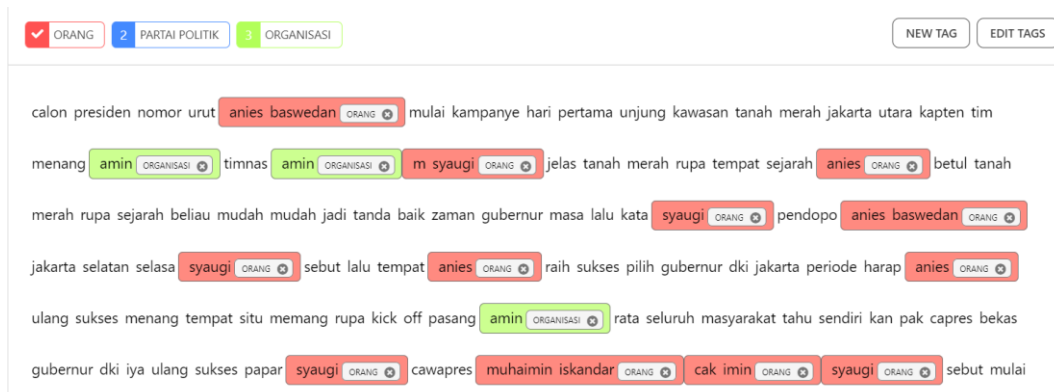 ORANG 2 PARTAI POLITIK 3 ORGANISASI NEW TAG EDIT TAGS
calon presiden nomor urut anies baswedan ORANG mulai kampanye hari pertama unjung kawasan tanah merah jakarta utara kapten tim
menang amin ORGANISASI timnas amin ORGANISASI m syaugi ORANG jelas tanah merah rupa tempat sejarah anies ORANG betul tanah
merah rupa sejarah beliau mudah mudah jadi tanda baik zaman gubernur masa lalu kata syaugi ORANG pendopo anies baswedan ORANG
jakarta selatan selasa syaugi ORANG sebut lalu tempat anies ORANG raih sukses pilih gubernur dki jakarta periode harap anies ORANG
ulang sukses menang tempat situ memang rupa kick off pasang amin ORGANISASI rata seluruh masyarakat tahu sendiri kan pak capres bekas
gubernur dki iya ulang sukses papar syaugi ORANG cawapres muhaimin iskandar ORANG cak imin ORANG syaugi ORANG sebut mulai